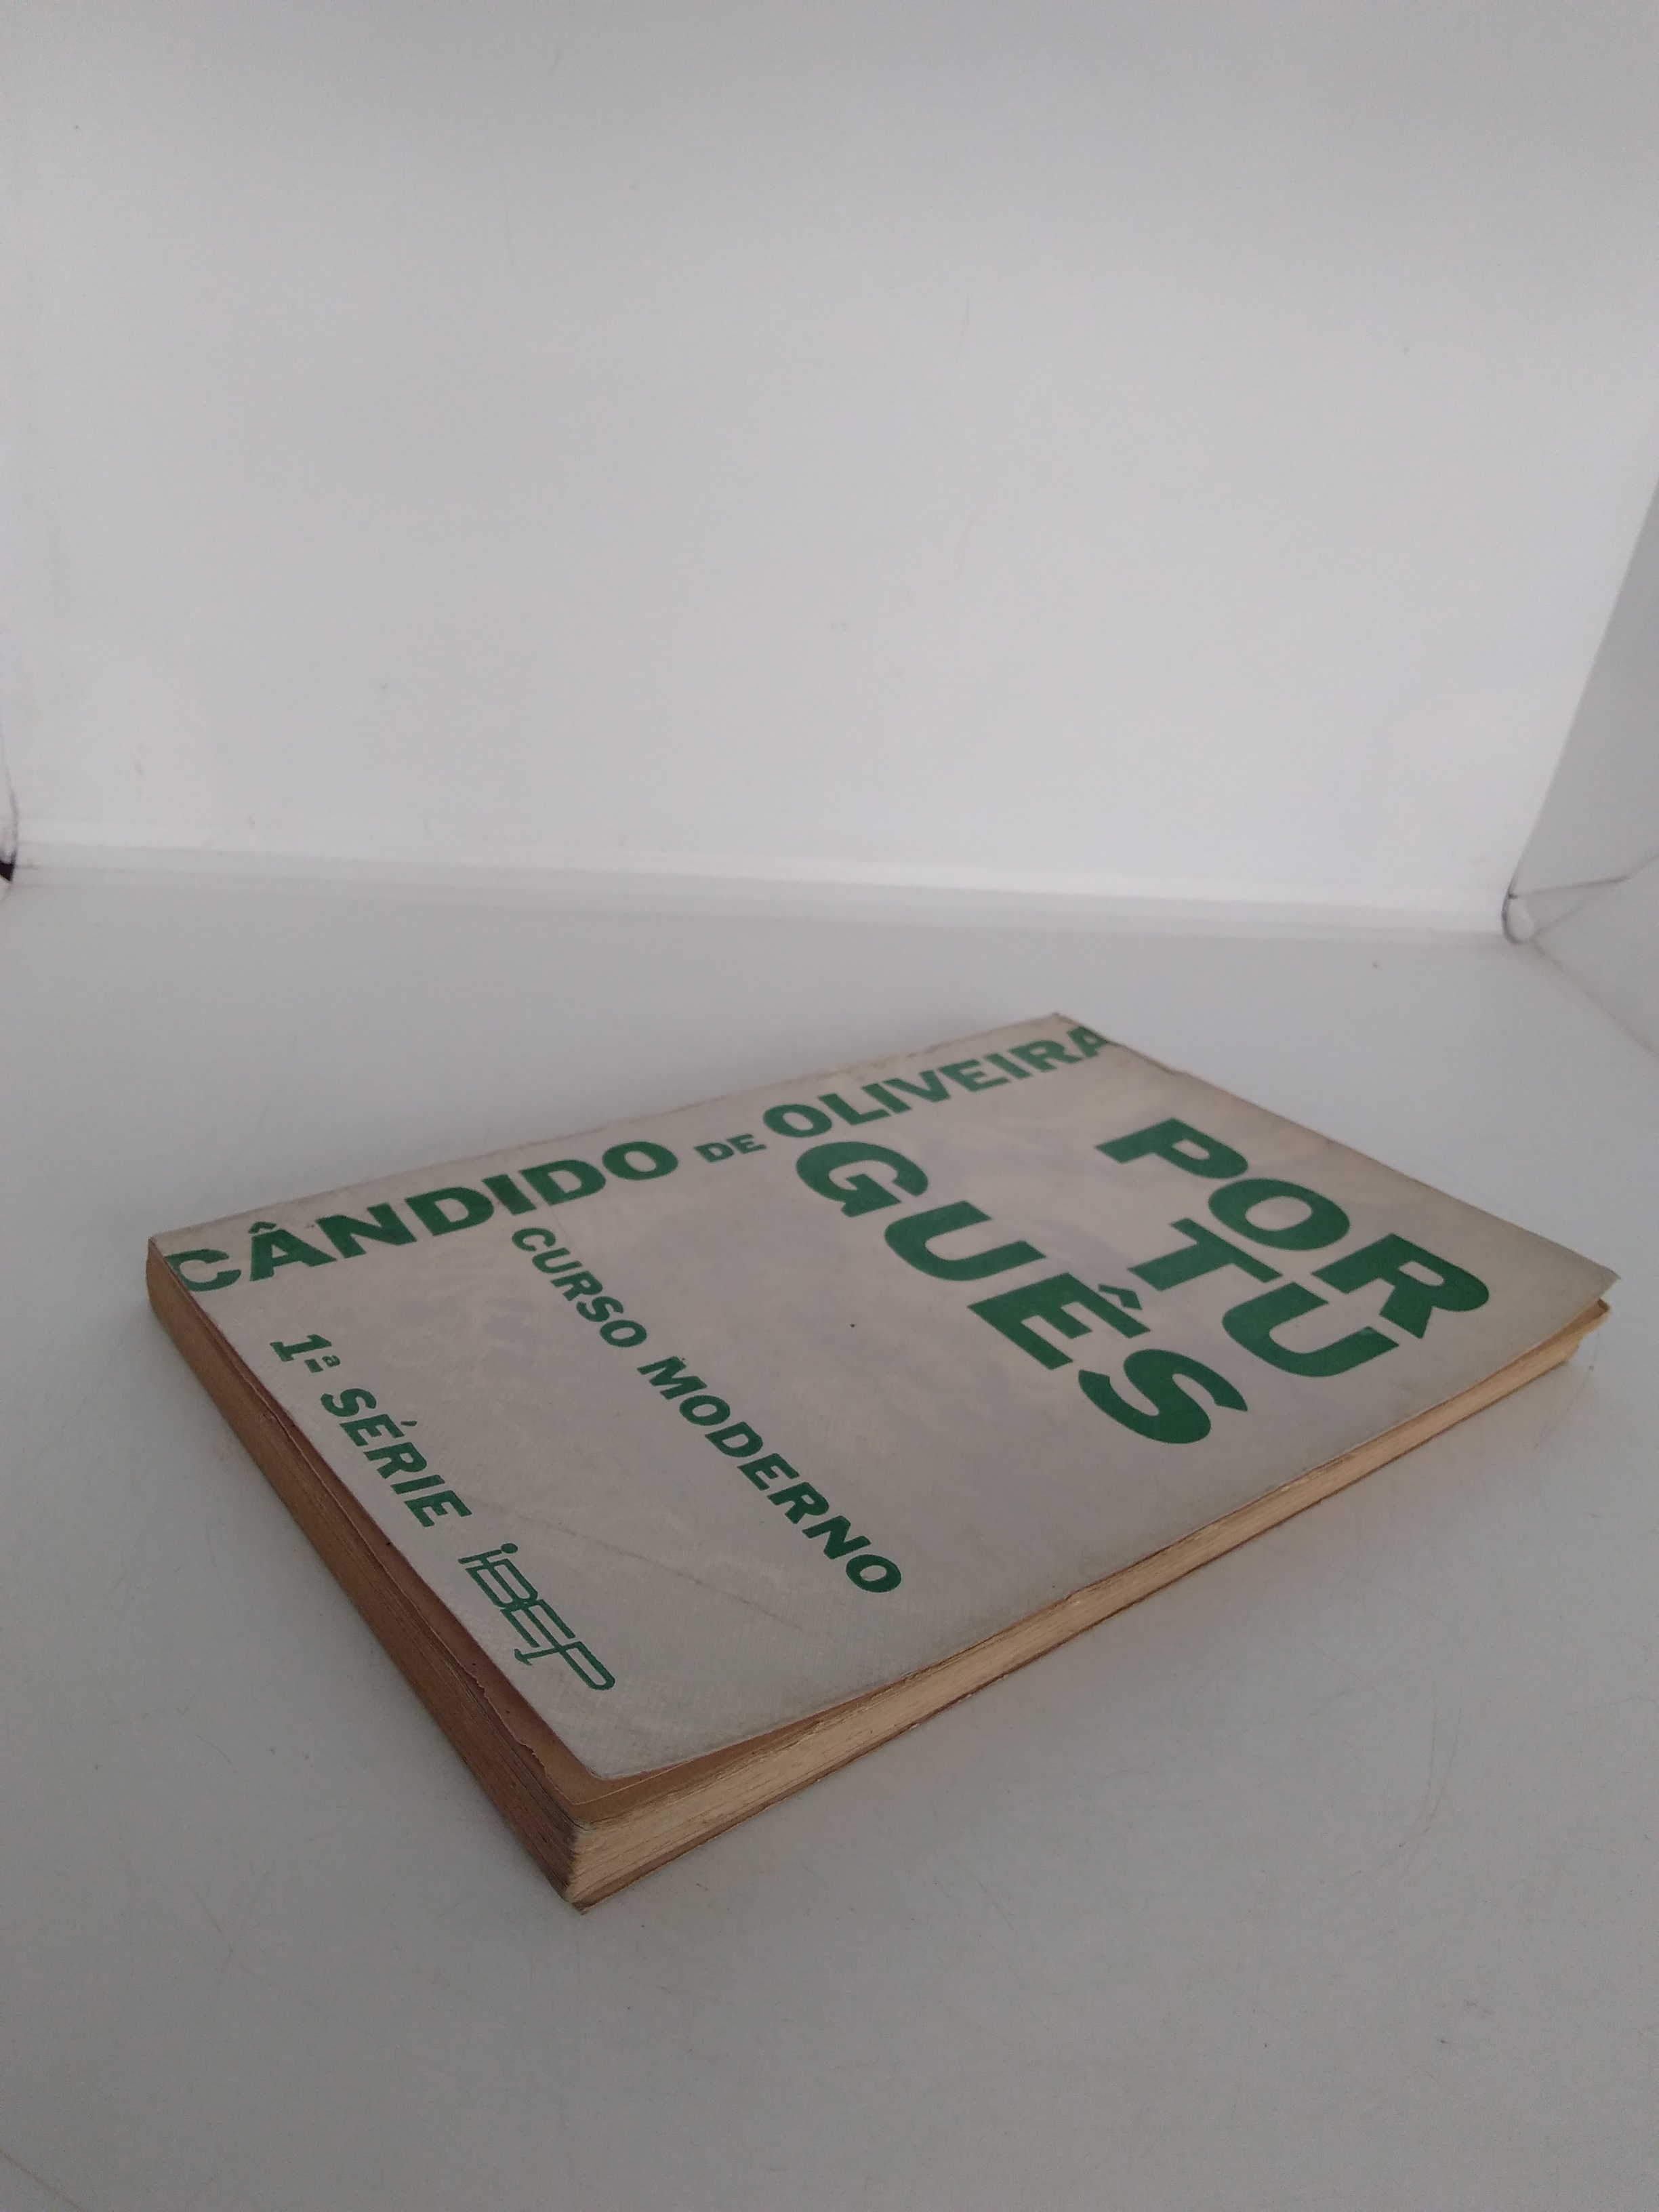 CÂNDIDO DE OLIVEIRA
POR
TU
GUÊS
CURSO MODERNO
1ª SÉRIE
iBEP